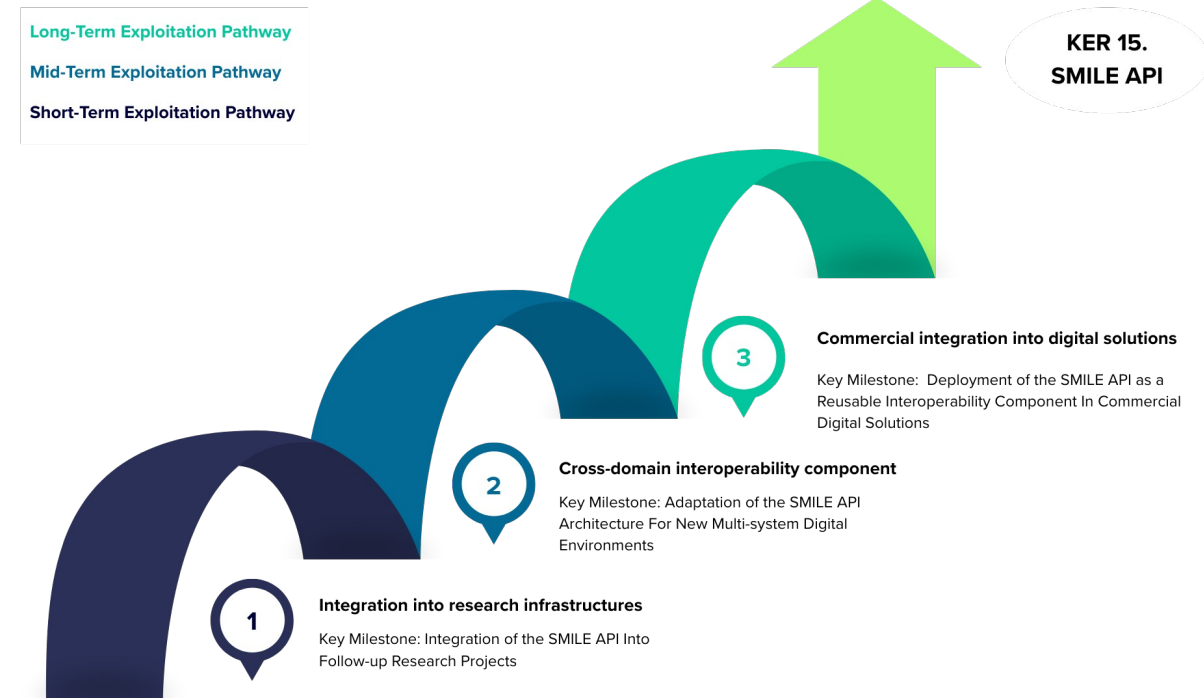 Long-Term Exploitation Pathway
Mid-Term Exploitation Pathway
Short-Term Exploitation Pathway
KER 15.
SMILE API
3
Commercial integration into digital solutions
Key Milestone:  Deployment of the SMILE API as a
Reusable Interoperability Component In Commercial
Digital Solutions
2
Cross-domain interoperability component
Key Milestone: Adaptation of the SMILE API
Architecture For New Multi-system Digital
Environments
1
Integration into research infrastructures
Key Milestone: Integration of the SMILE API Into
Follow-up Research Projects